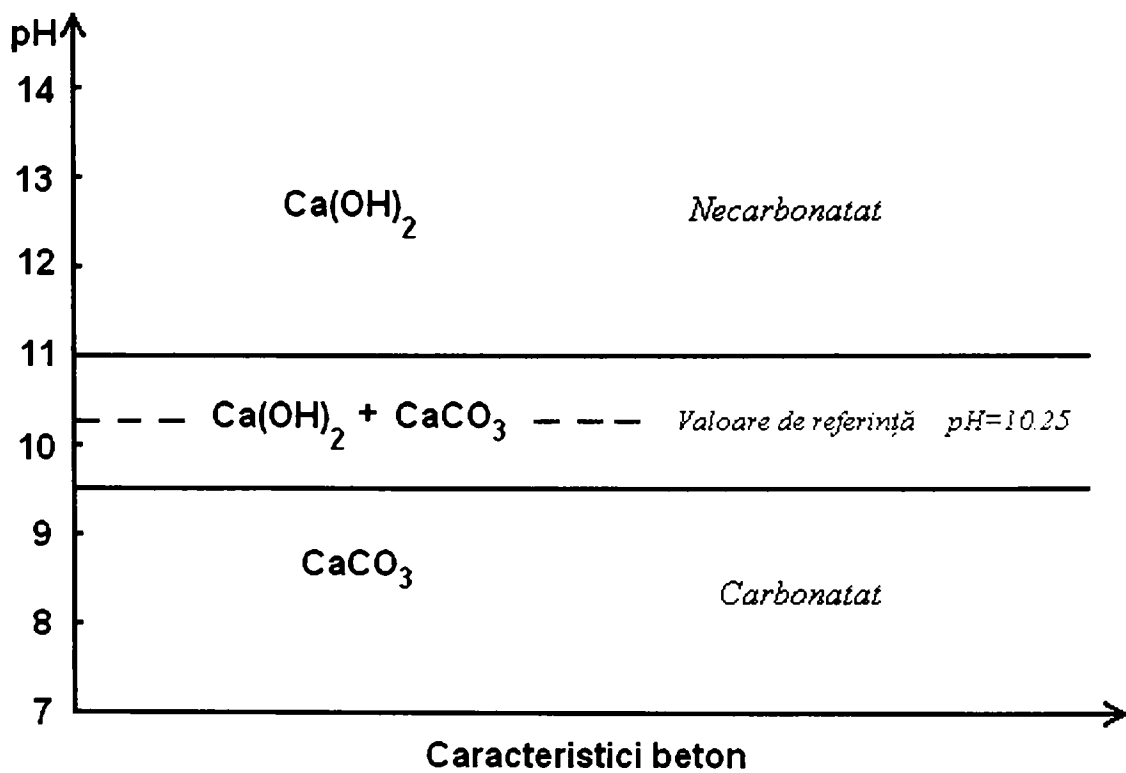 pH
14
13
Ca(OH)₂ Necarbonatat
12
11
Ca(OH)₂ + CaCO₃ Valoare de referință pH=10.25
10
9
CaCO₃
Carbonatat
8
7
Caracteristici beton